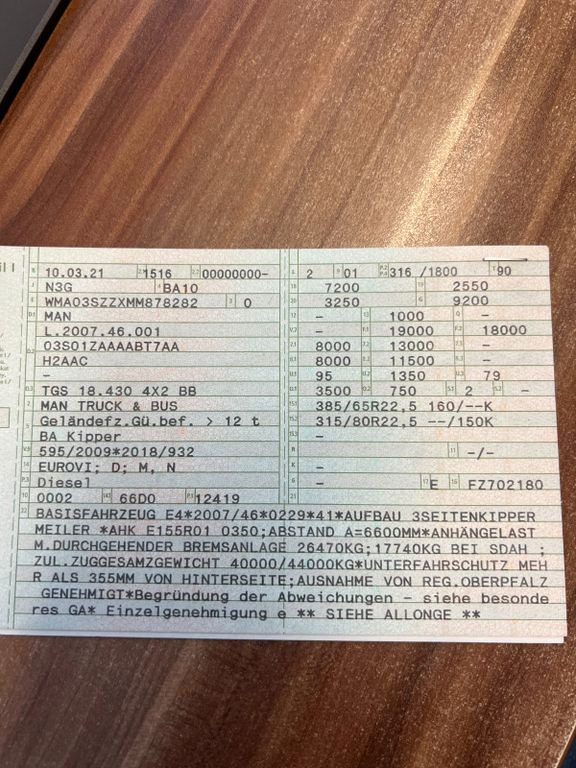 10.03.21 1516 00000000-
N3G BA10
WMA03SZZXMM878282 0
MAN
L.2007.46.001
03S01ZAAAABT7AA
H2AAC
-
TGS 18.430 4X2 BB
MAN TRUCK & BUS
Geländefz.Gü.bef. > 12 t
BA Kipper
595/2009*2018/932
EUROVI; D; M, N
Diesel
0002 66D0 12419
2 01 316 /1800 90
7200 2550
3250 9200
- 1000 -
- 19000 18000
8000 13000 -
8000 11500 -
95 1350 79
3500 750 2 -
385/65R22,5 160/--K
315/80R22,5 --/150K
-
- -/-
-
- E FZ702180
BASISFAHRZEUG E4*2007/46*0229*41*AUFBAU 3SEITENKIPPER
MEILER *AHK E155R01 0350;ABSTAND A=6600MM*ANHÄNGELAST
M.DURCHGEHENDER BREMSANLAGE 26470KG;17740KG BEI SDAH ;
ZUL.ZUGGESAMZGEWICHT 40000/44000KG*UNTERFAHRSCHUTZ MEH
R ALS 355MM VON HINTERSEITE;AUSNAHME VON REG.OBERPFALZ
GENEHMIGT*Begründung der Abweichungen - siehe besonde
res GA* Einzelgenehmigung e ** SIEHE ALLONGE **